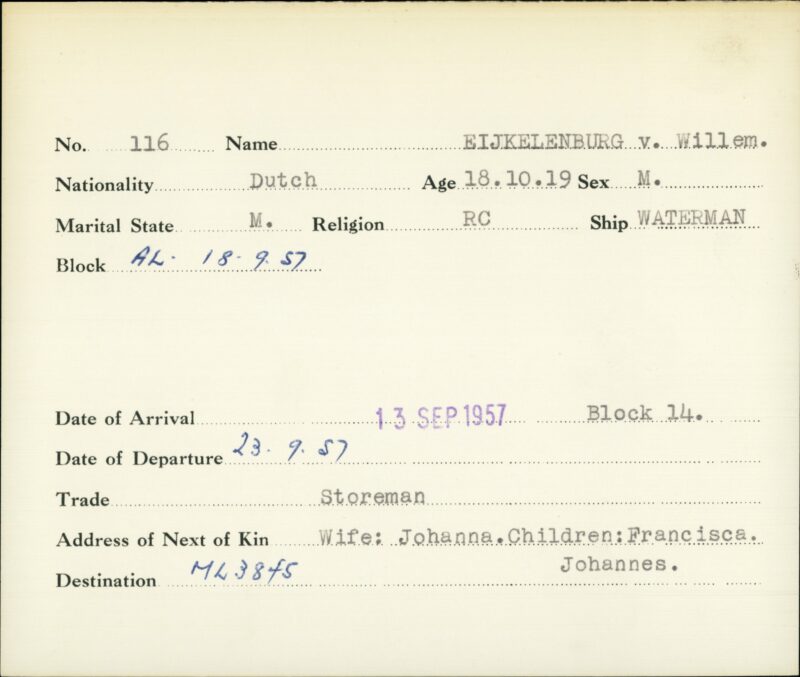 No. 116 Name EIJKELENBURG v. Willem.
Nationality Dutch Age 18.10.19 Sex M.
Marital State M. Religion RC Ship WATERMAN
Block AL. 18.9.57
Date of Arrival 13 SEP 1957 Block 14.
Date of Departure 23.9.57
Trade Storeman
Address of Next of Kin Wife: Johanna.Children:Francisca.
Johannes.
Destination ML3845